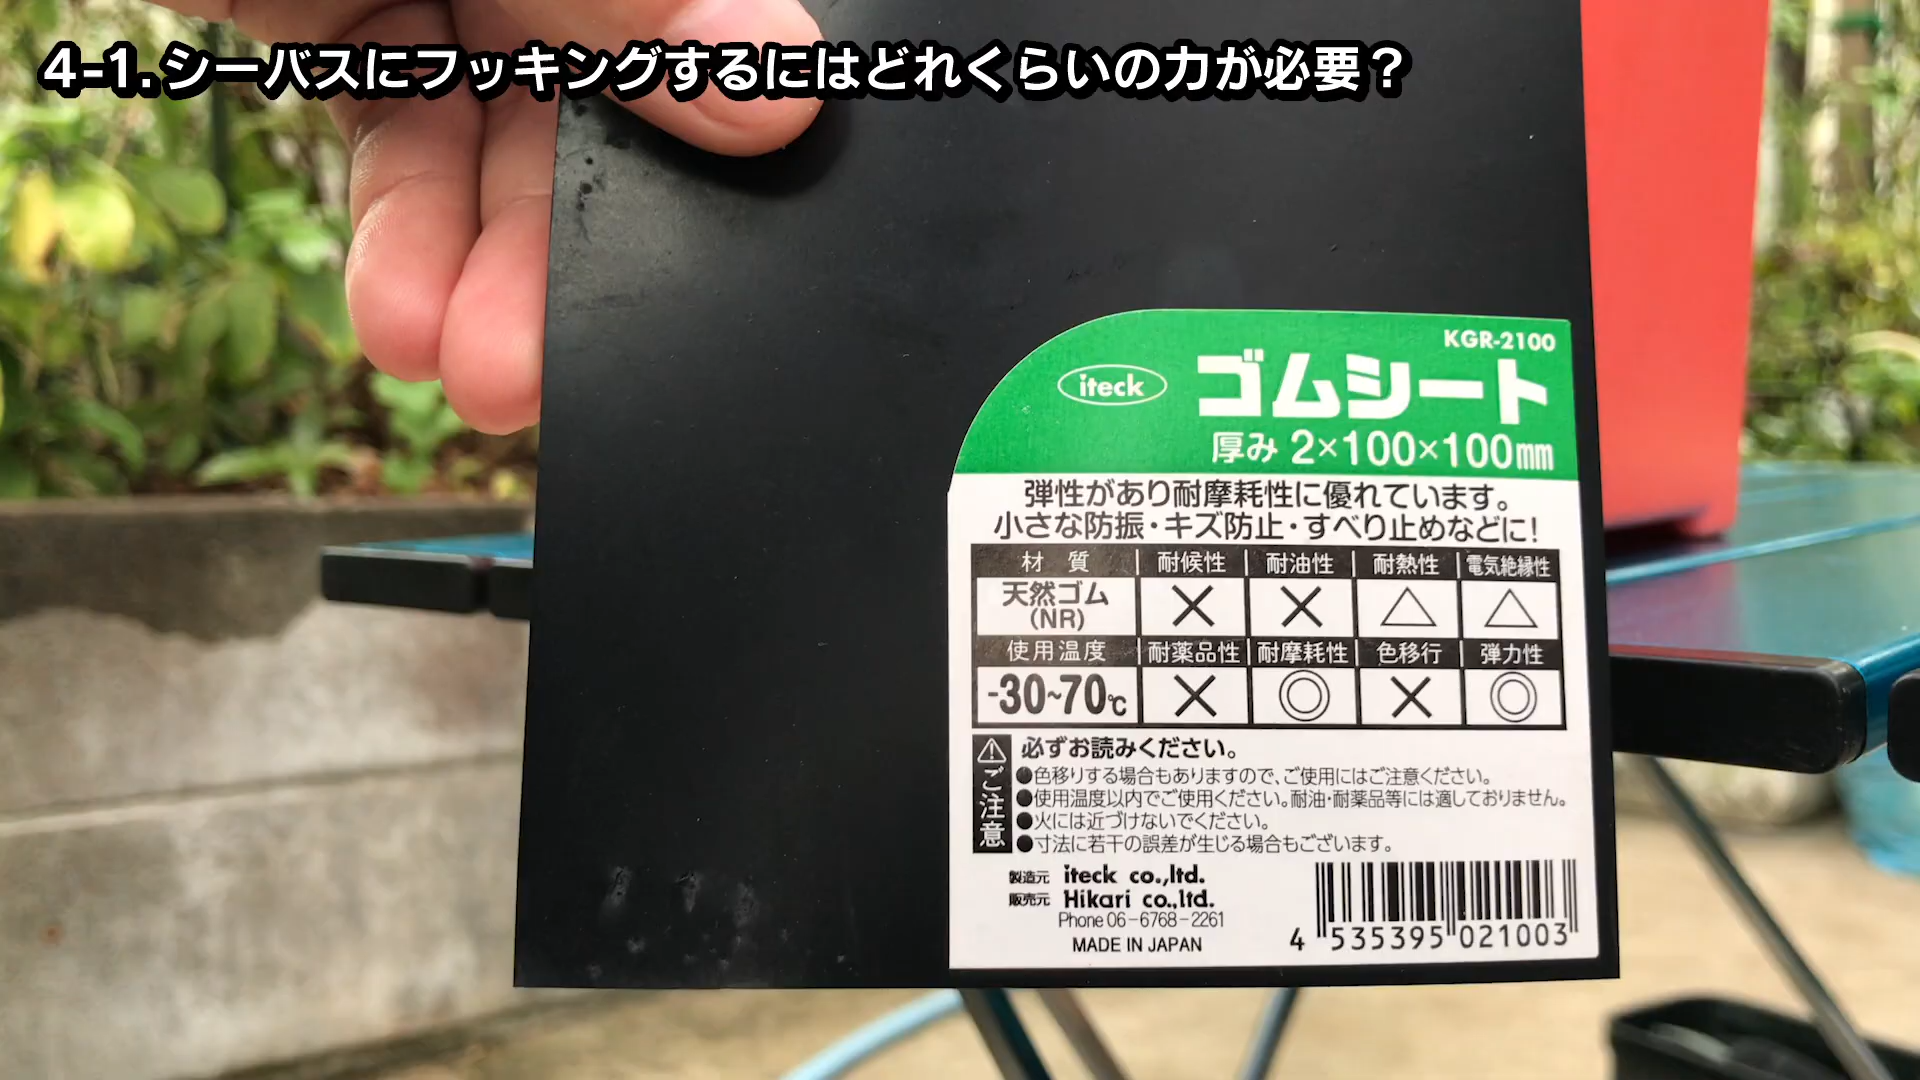 4-1.シーバスにフッキングするにはどれくらいの力が必要？
KGR-2100
iteck ゴムシート
厚み 2×100×100mm
弾性があり耐摩耗性に優れています。
小さな防振・キズ防止・すべり止めなどに!
材質 耐候性 耐油性 耐熱性 電気絶縁性
天然ゴム × × △ △
(NR)
使用温度 耐薬品性 耐摩耗性 色移行 弾力性
-30~70℃ × ◎ × ◎
ご注意 必ずお読みください。
●色移りする場合もありますので、ご使用にはご注意ください。
●使用温度以内でご使用ください。耐油・耐薬品等には適しておりません。
●火には近づけないでください。
●寸法に若干の誤差が生じる場合もございます。
製造元 iteck co.,ltd.
販売元 Hikari co.,ltd.
Phone 06-6768-2261
MADE IN JAPAN
4 535395 021003